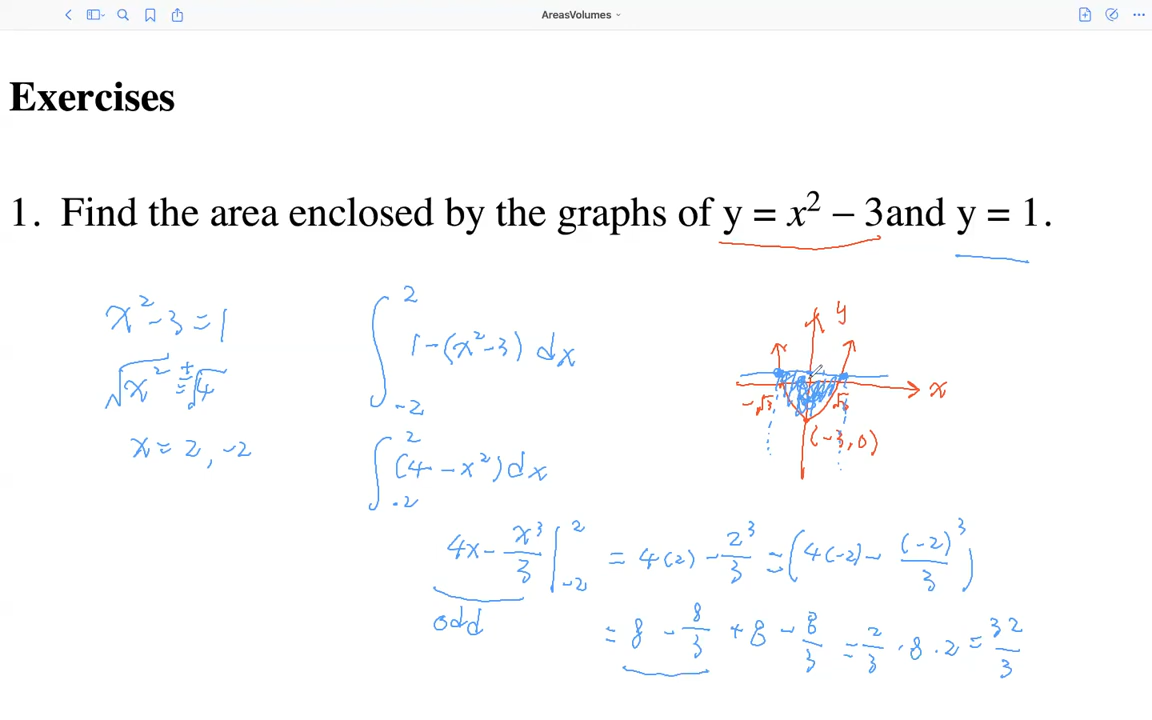 AreasVolumes
Exercises
1. Find the area enclosed by the graphs of y = x² − 3and y = 1.
x² - 3 = 1
√x² = ±√4
x = 2, -2
∫₋₂² 1 - (x² - 3) dx
∫₋₂² (4 - x²) dx
4x - x³/3 |₋₂² = 4(2) - 2³/3 - (4(-2) - (-2)³/3)
odd
= 8 - 8/3 + 8 - 8/3 = 2/3 · 8 · 2 = 32/3
y
x
-√3
√3
(-3, 0)